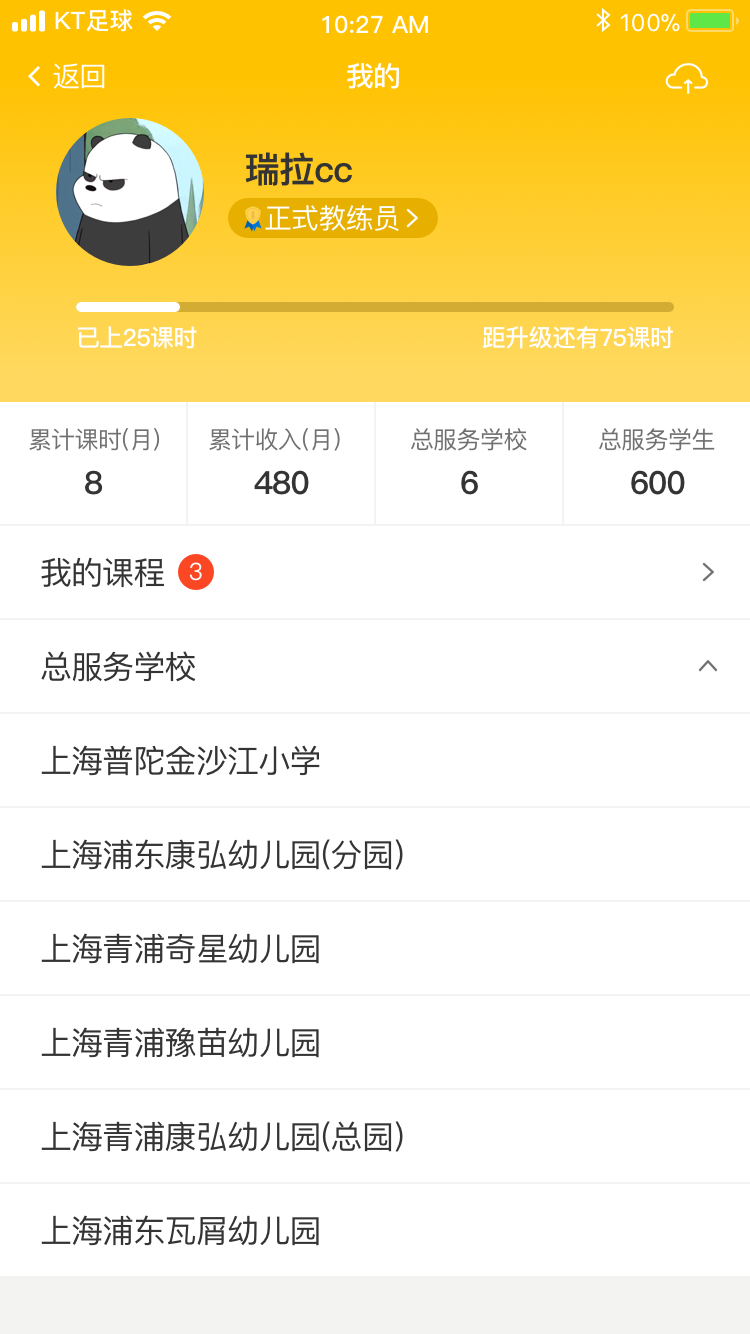 KT足球
10:27 AM
100%
返回
我的
瑞拉cc
正式教练员
已上25课时
距升级还有75课时
累计课时(月)
8
累计收入(月)
480
总服务学校
6
总服务学生
600
我的课程 3
总服务学校
上海普陀金沙江小学
上海浦东康弘幼儿园(分园)
上海青浦奇星幼儿园
上海青浦豫苗幼儿园
上海青浦康弘幼儿园(总园)
上海浦东瓦屑幼儿园